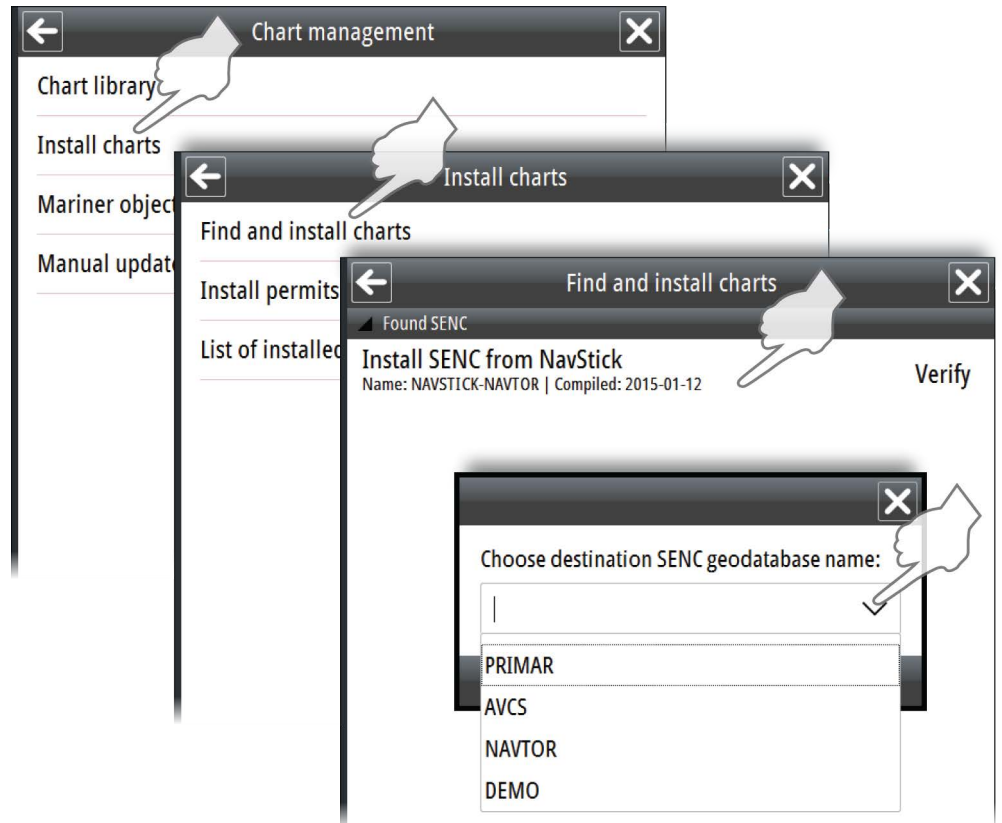 Chart management
Chart library
Install charts
Mariner object
Manual updat
Install charts
Find and install charts
Install permits
List of installed
Find and install charts
Found SENC
Install SENC from NavStick
Name: NAVSTICK-NAVTOR | Compiled: 2015-01-12
Verify
Choose destination SENC geodatabase name:
PRIMAR
AVCS
NAVTOR
DEMO